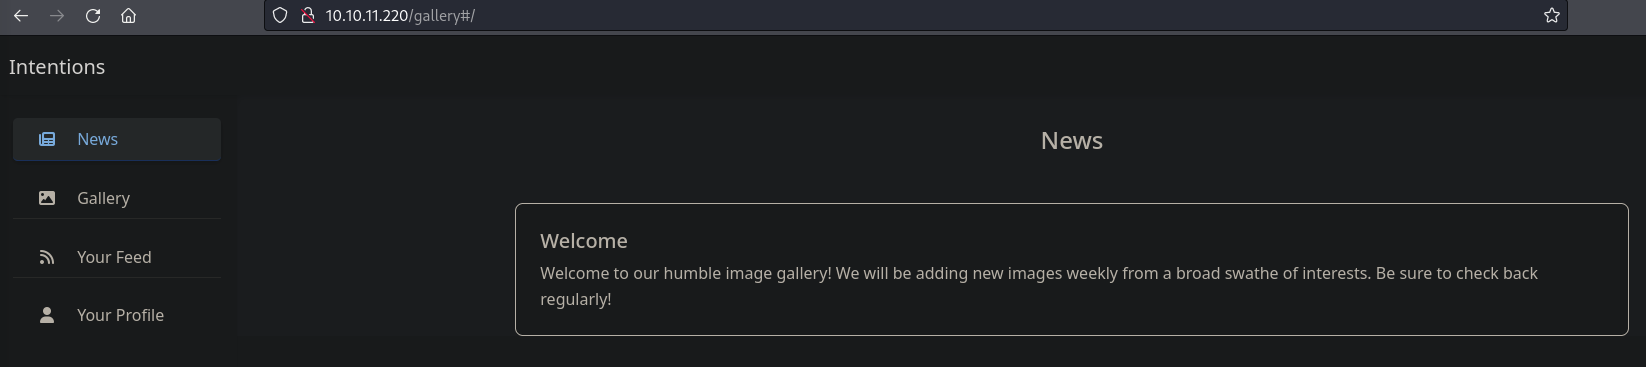 10.10.11.220/gallery#/
Intentions
News
Gallery
Your Feed
Your Profile
News
Welcome
Welcome to our humble image gallery! We will be adding new images weekly from a broad swathe of interests. Be sure to check back
regularly!